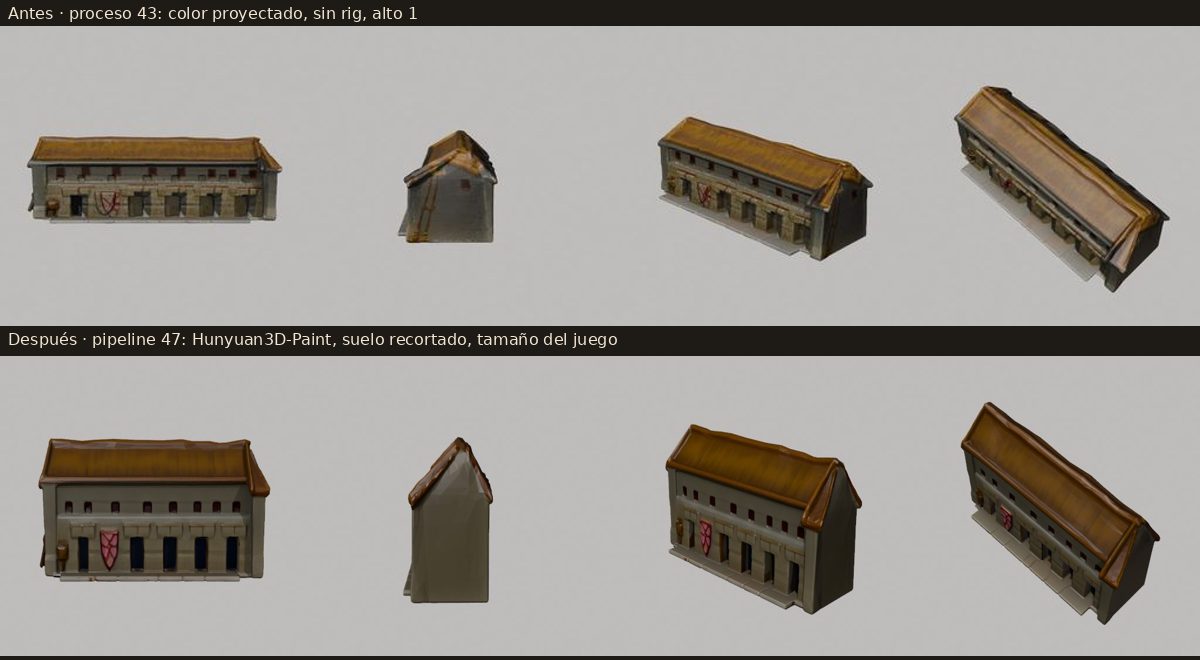 Antes · proceso 43: color proyectado, sin rig, alto 1
Después · pipeline 47: Hunyuan3D-Paint, suelo recortado, tamaño del juego